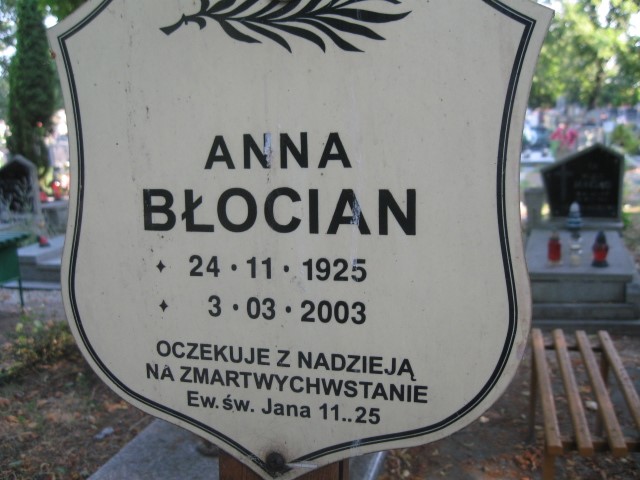 ANNA
BŁOCIAN
✦ 24 • 11 • 1925
✦ 3 • 03 • 2003
OCZEKUJE Z NADZIEJĄ
NA ZMARTWYCHWSTANIE
Ew. św. Jana 11..25